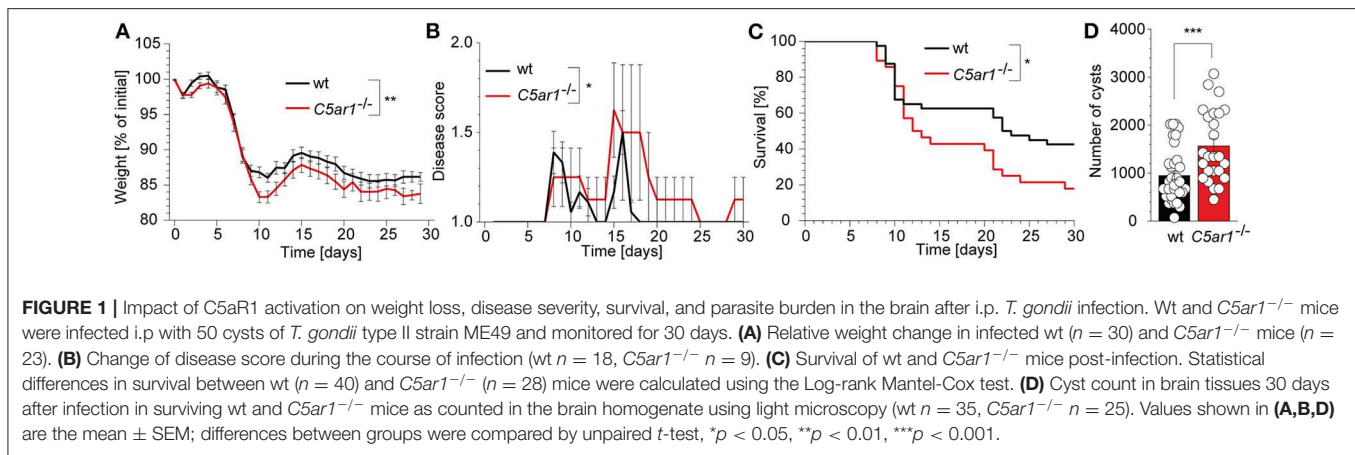 A
105
100
95
90
85
80
Weight [% of initial]
wt
C5ar1-/-
**
0 5 10 15 20 25 30
Time [days]
B
2.0
1.5
1.0
Disease score
wt
C5ar1-/-
*
0 5 10 15 20 25 30
Time [days]
C
100
80
60
40
20
0
Survival [%]
wt
C5ar1-/-
*
0 5 10 15 20 25 30
Time [days]
D
***
4000
3000
2000
1000
0
Number of cysts
wt C5ar1-/-
FIGURE 1 | Impact of C5aR1 activation on weight loss, disease severity, survival, and parasite burden in the brain after i.p. T. gondii infection. Wt and C5ar1−/− mice
were infected i.p with 50 cysts of T. gondii type II strain ME49 and monitored for 30 days. (A) Relative weight change in infected wt (n = 30) and C5ar1−/− mice (n =
23). (B) Change of disease score during the course of infection (wt n = 18, C5ar1−/− n = 9). (C) Survival of wt and C5ar1−/− mice post-infection. Statistical
differences in survival between wt (n = 40) and C5ar1−/− (n = 28) mice were calculated using the Log-rank Mantel-Cox test. (D) Cyst count in brain tissues 30 days
after infection in surviving wt and C5ar1−/− mice as counted in the brain homogenate using light microscopy (wt n = 35, C5ar1−/− n = 25). Values shown in (A,B,D)
are the mean ± SEM; differences between groups were compared by unpaired t-test, *p < 0.05, **p < 0.01, ***p < 0.001.